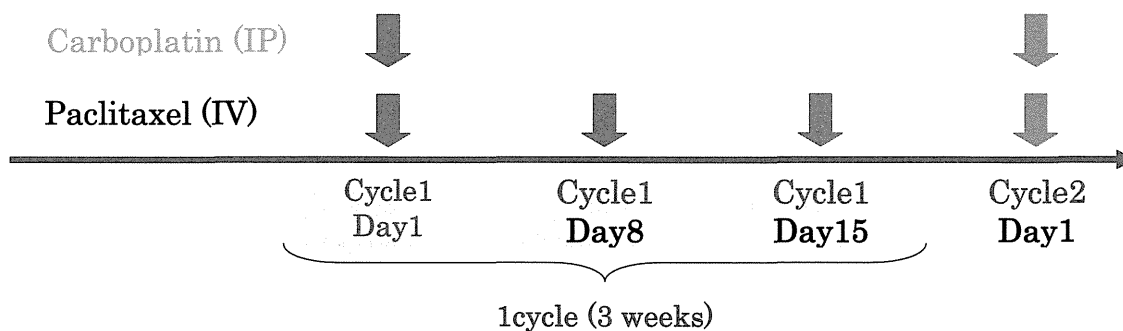 Carboplatin (IP)
Paclitaxel (IV)
Cycle1 Cycle1 Cycle1 Cycle2
Day1 Day8 Day15 Day1
1cycle (3 weeks)